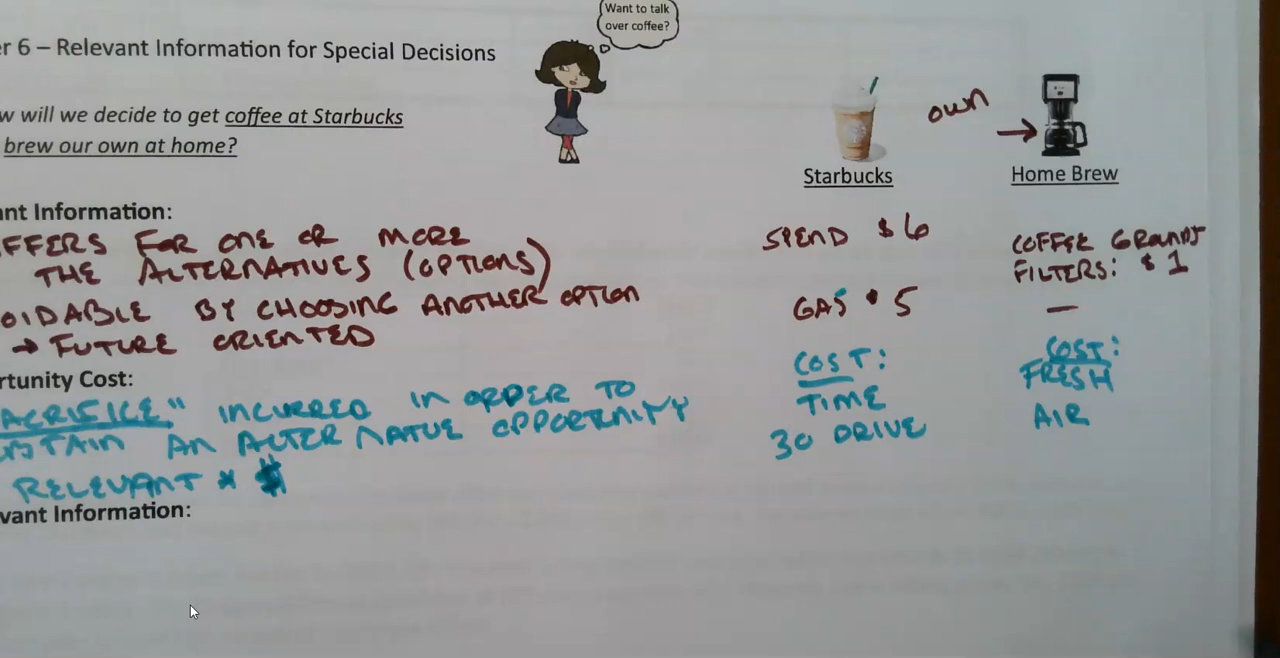 Want to talk
over coffee?
er 6 – Relevant Information for Special Decisions
w will we decide to get coffee at Starbucks
brew our own at home?
own
Starbucks
Home Brew
ant Information:
FFERS FOR ONE OR MORE
THE ALTERNATIVES (OPTIONS)
OIDABLE BY CHOOSING ANOTHER OPTION
→ FUTURE ORIENTED
SPEND $6
COFFEE GROUNDS
FILTERS: $1
GAS $5
—
rtunity Cost:
ACRIFICE" INCURRED IN ORDER TO
TAIN AN ALTERNATIVE OPPORTUNITY
RELEVANT * $
COST:
TIME
30 DRIVE
COST:
FRESH
AIR
vant Information: